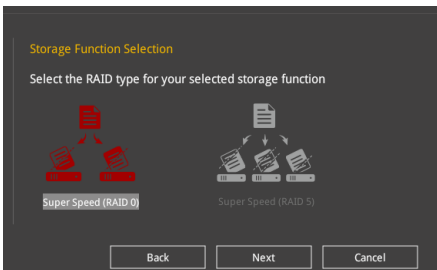 Storage Function Selection
Select the RAID type for your selected storage function
Super Speed (RAID 0)
Super Speed (RAID 5)
Back
Next
Cancel